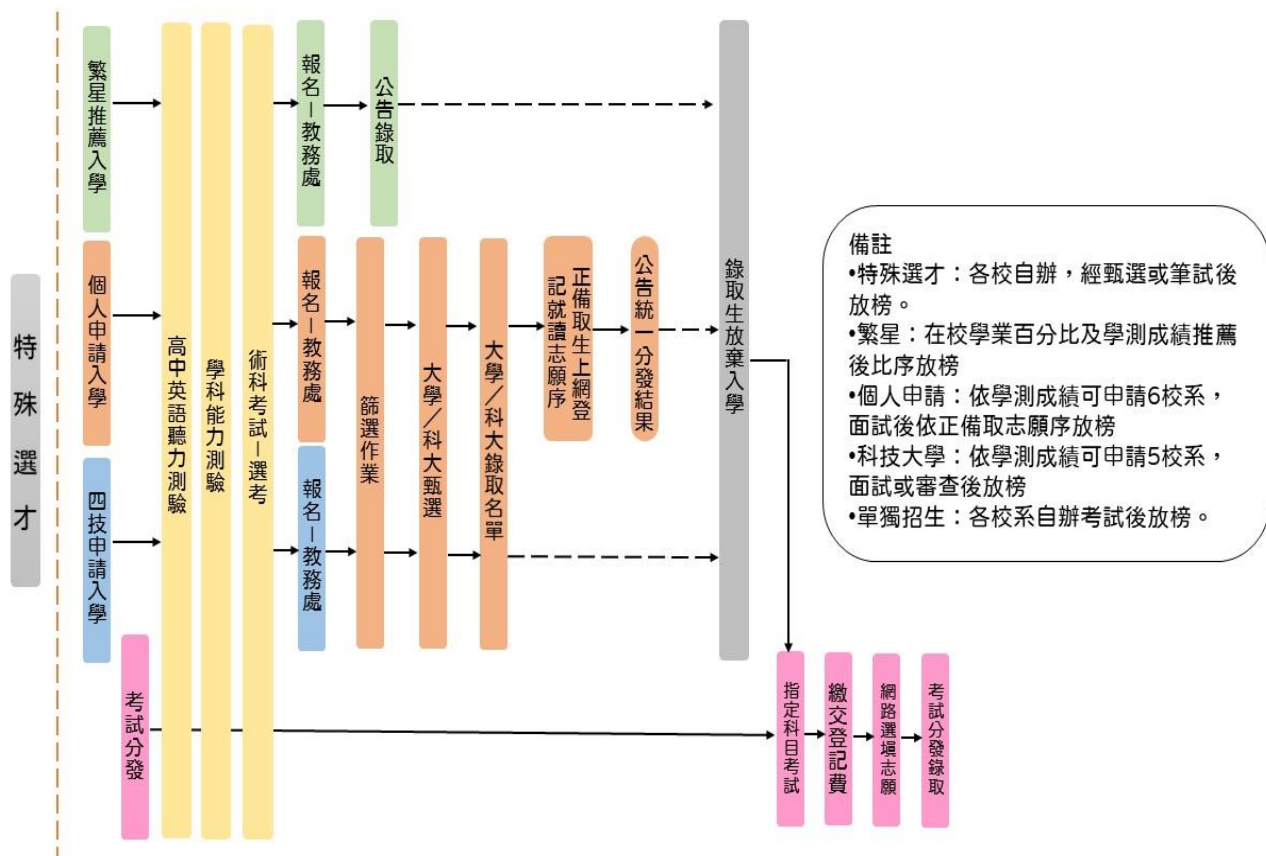 特殊選才
繁星推薦入學
個人申請入學
四技申請入學
考試分發
高中英語聽力測驗
學科能力測驗
術科考試－選考
報名－教務處
公告錄取
報名－教務處
篩選作業
大學／科大甄選
大學／科大錄取名單
正備取生上網登
記就讀志願序
公告統一分發結果
報名－教務處
錄取生放棄入學
指定科目考試
繳交登記費
網路選填志願
考試分發錄取
備註
•特殊選才：各校自辦，經甄選或筆試後
放榜。
•繁星：在校學業百分比及學測成績推薦
後比序放榜
•個人申請：依學測成績可申請6校系，
面試後依正備取志願序放榜
•科技大學：依學測成績可申請5校系，
面試或審查後放榜
•單獨招生：各校系自辦考試後放榜。